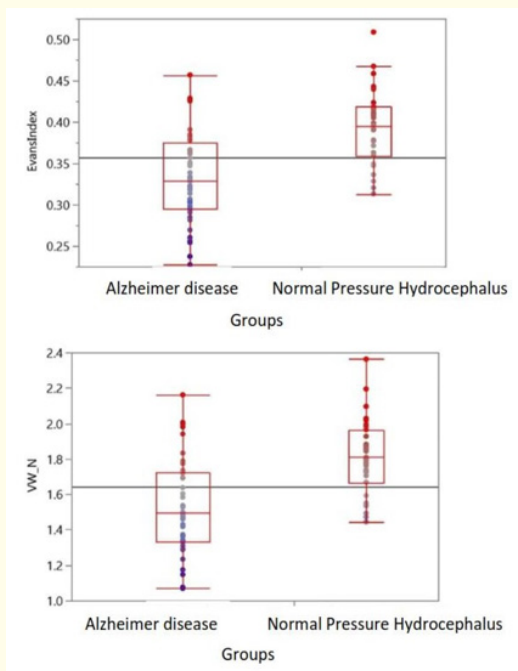 0.50
0.45
0.40
0.35
0.30
0.25
EvansIndex
Alzheimer disease Normal Pressure Hydrocephalus
Groups
2.4
2.2
2.0
1.8
1.6
1.4
1.2
1.0
VW_N
Alzheimer disease Normal Pressure Hydrocephalus
Groups